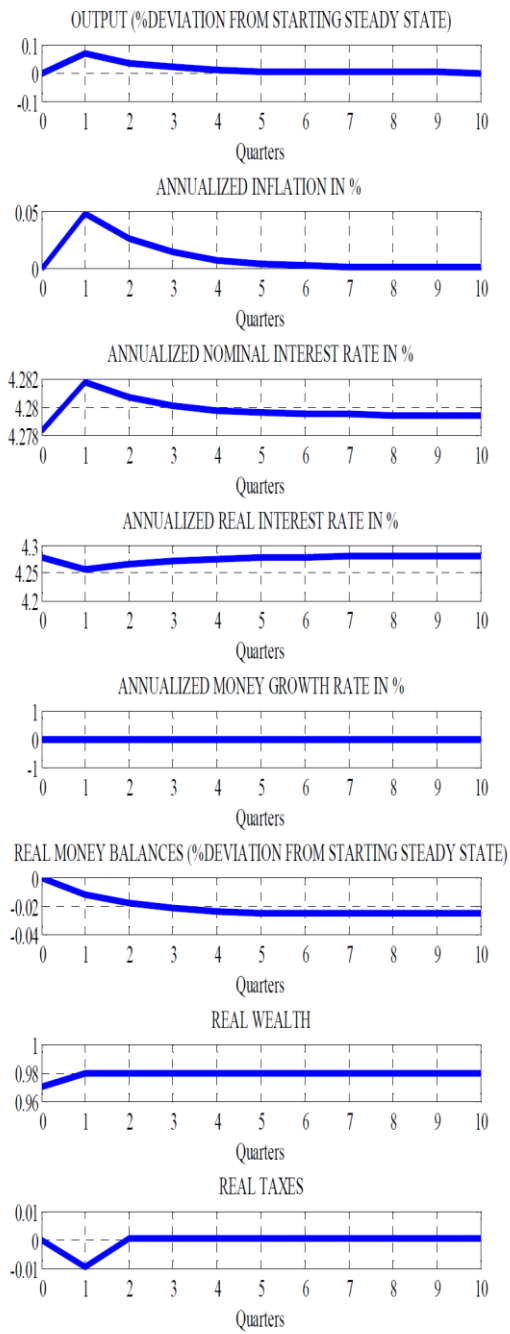 OUTPUT (%DEVIATION FROM STARTING STEADY STATE)
0.1
0
-0.1
0 1 2 3 4 5 6 7 8 9 10
Quarters
ANNUALIZED INFLATION IN %
0.05
0
0 1 2 3 4 5 6 7 8 9 10
Quarters
ANNUALIZED NOMINAL INTEREST RATE IN %
4.282
4.28
4.278
0 1 2 3 4 5 6 7 8 9 10
Quarters
ANNUALIZED REAL INTEREST RATE IN %
4.3
4.25
4.2
0 1 2 3 4 5 6 7 8 9 10
Quarters
ANNUALIZED MONEY GROWTH RATE IN %
1
0
-1
0 1 2 3 4 5 6 7 8 9 10
Quarters
REAL MONEY BALANCES (%DEVIATION FROM STARTING STEADY STATE)
0
-0.02
-0.04
0 1 2 3 4 5 6 7 8 9 10
Quarters
REAL WEALTH
1
0.98
0.96
0 1 2 3 4 5 6 7 8 9 10
Quarters
REAL TAXES
0.01
0
-0.01
0 1 2 3 4 5 6 7 8 9 10
Quarters